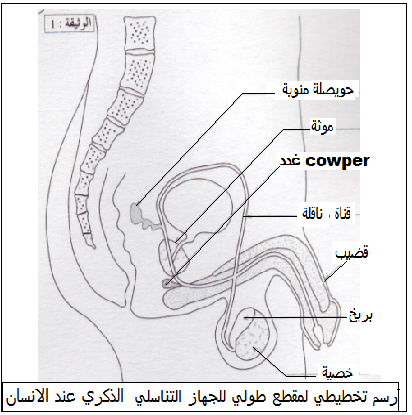 الوثيقة : 1
حويصلة منوية
موثة
غدد cowper
قناة ، ناقلة
قضيب
بربخ
خصية
رسم تخطيطي لمقطع طولي للجهاز التناسلي الذكري عند الانسان